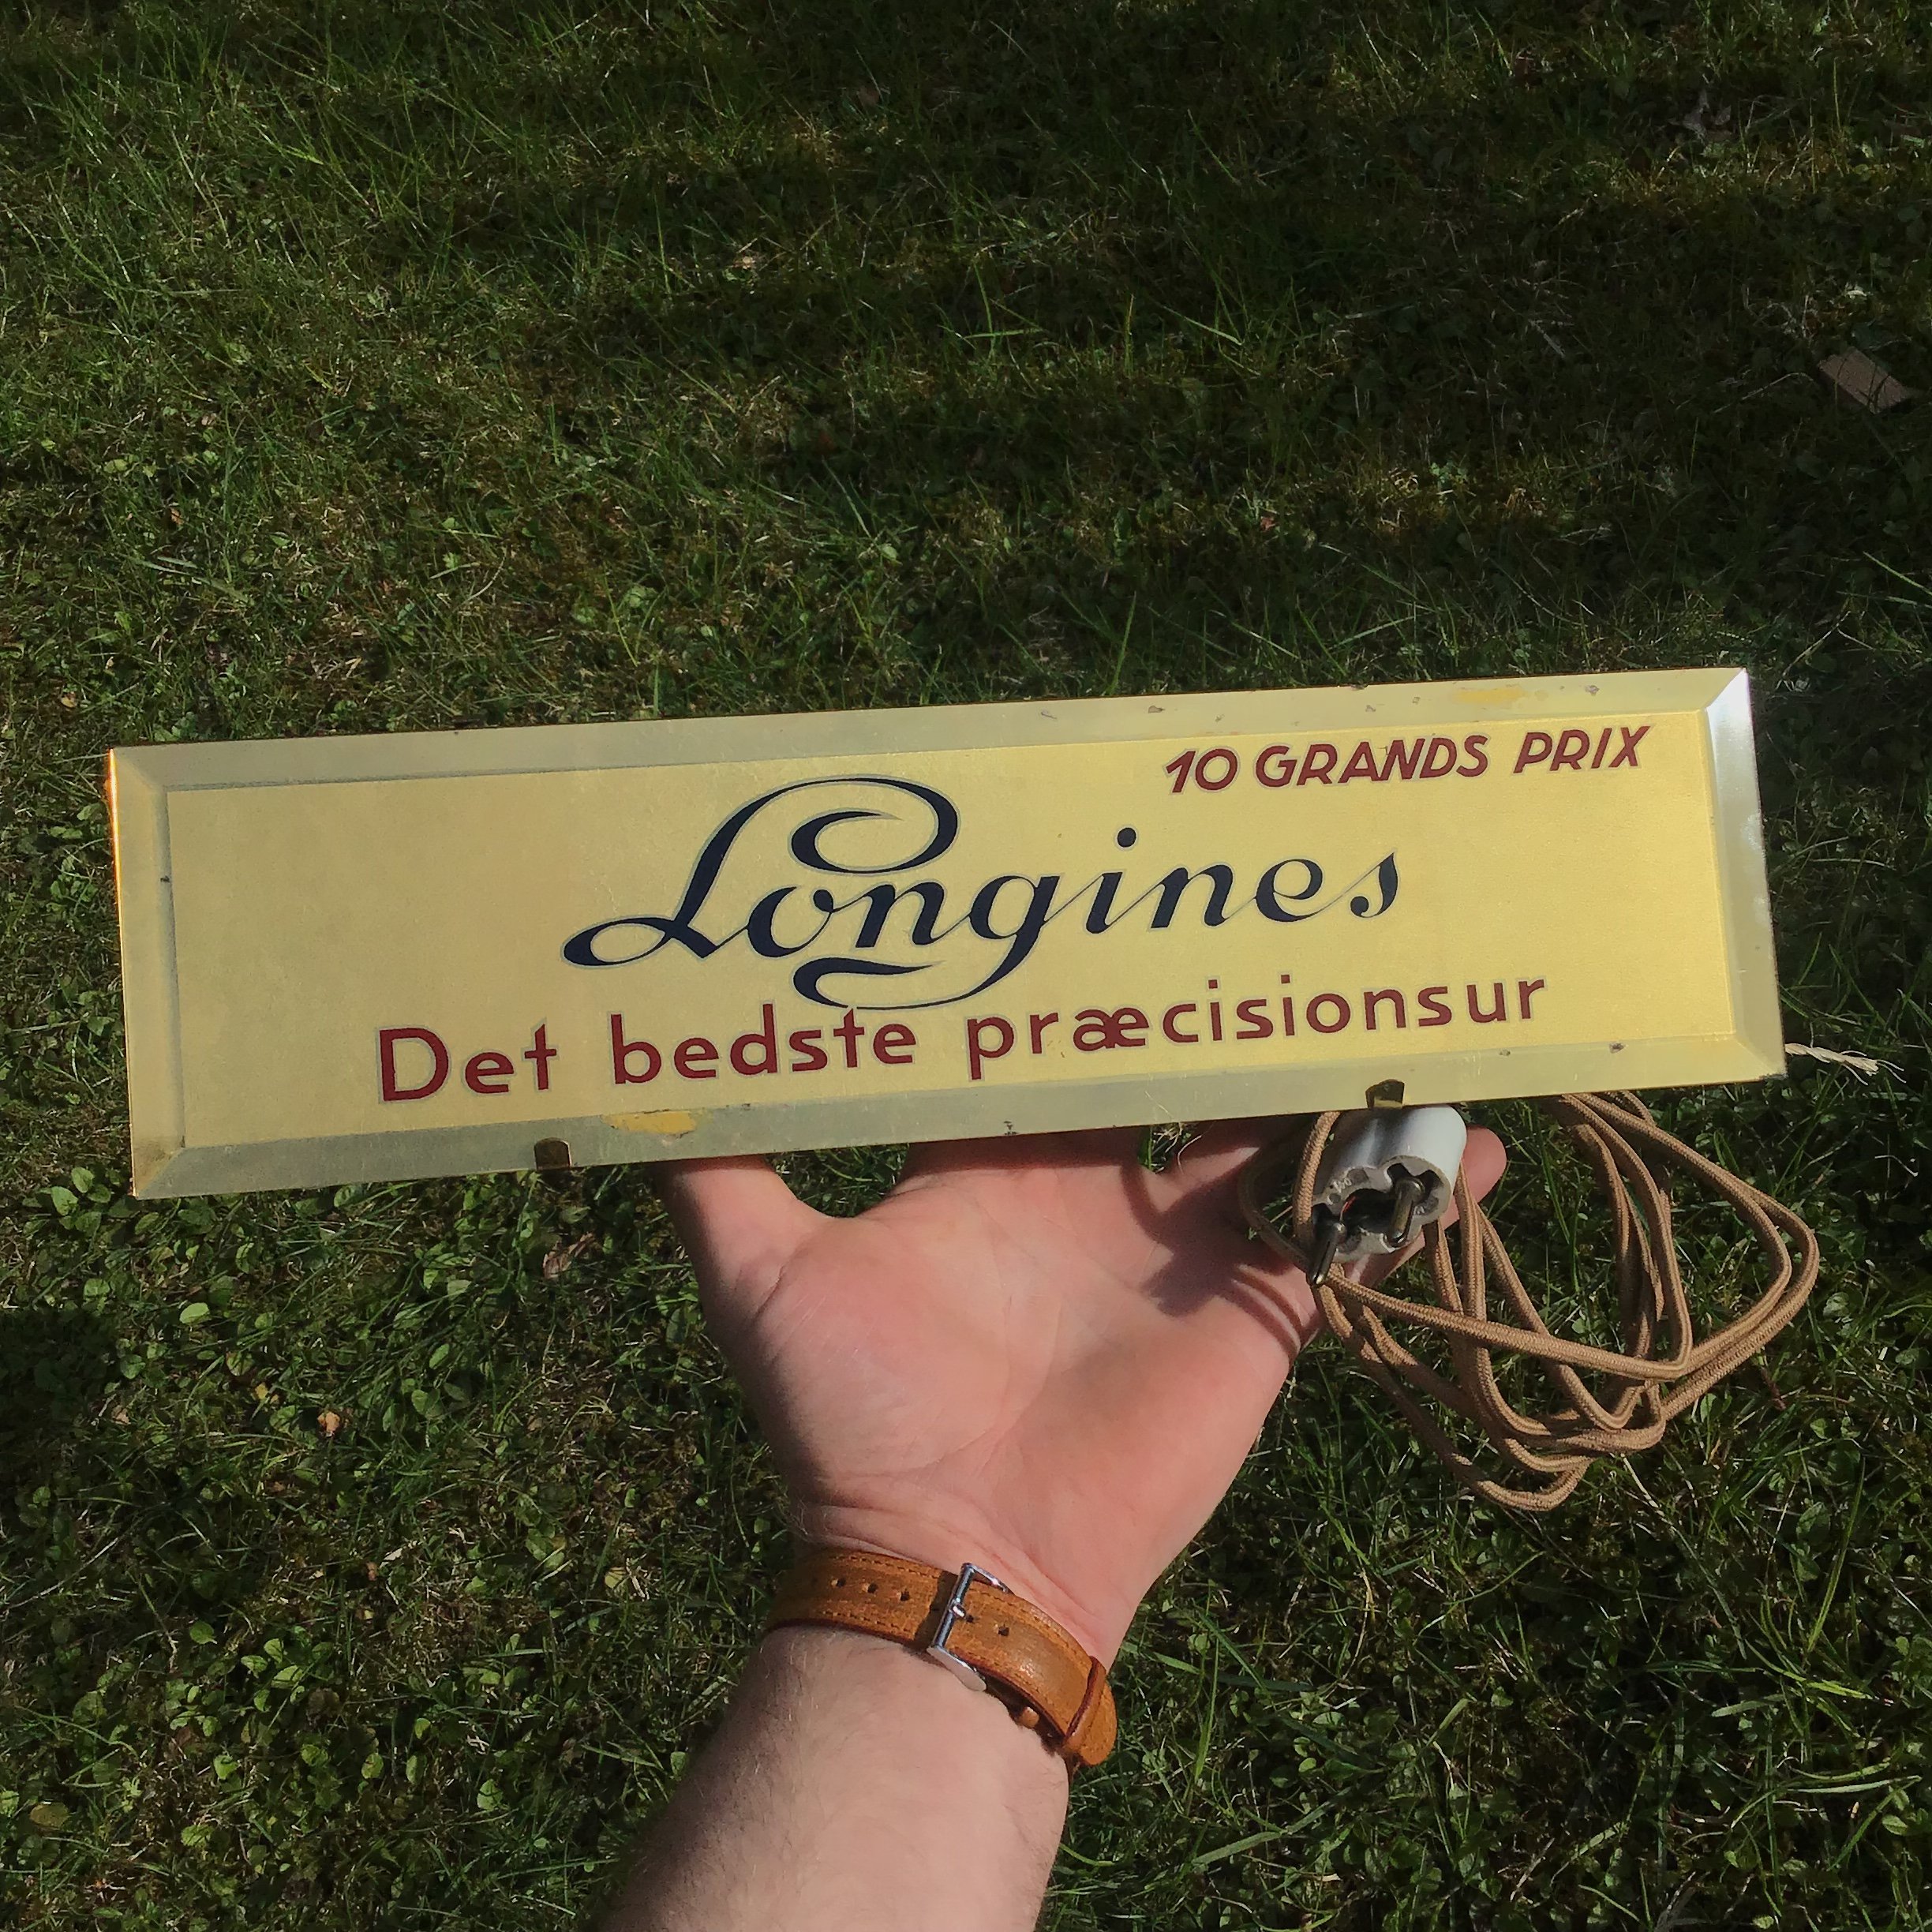 10 GRANDS PRIX
Longines
Det bedste præcisionsur